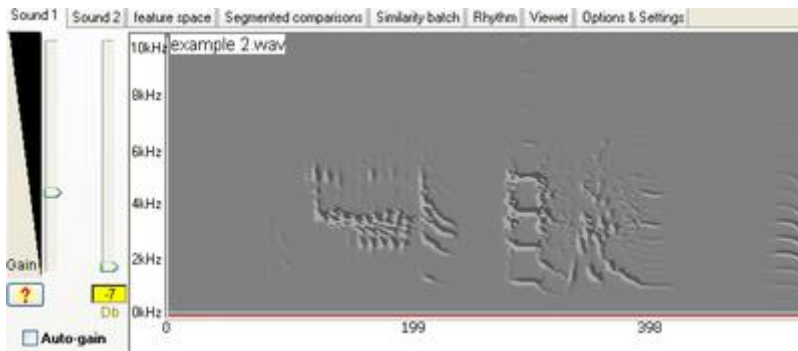 Sound 1 Sound 2 feature space Segmented comparisons Similarity batch Rhythm Viewer Options & Settings
10kHz example 2.wav
8kHz
6kHz
4kHz
2kHz
Gain
? -7
0kHz
Db
0 199 398
Auto-gain